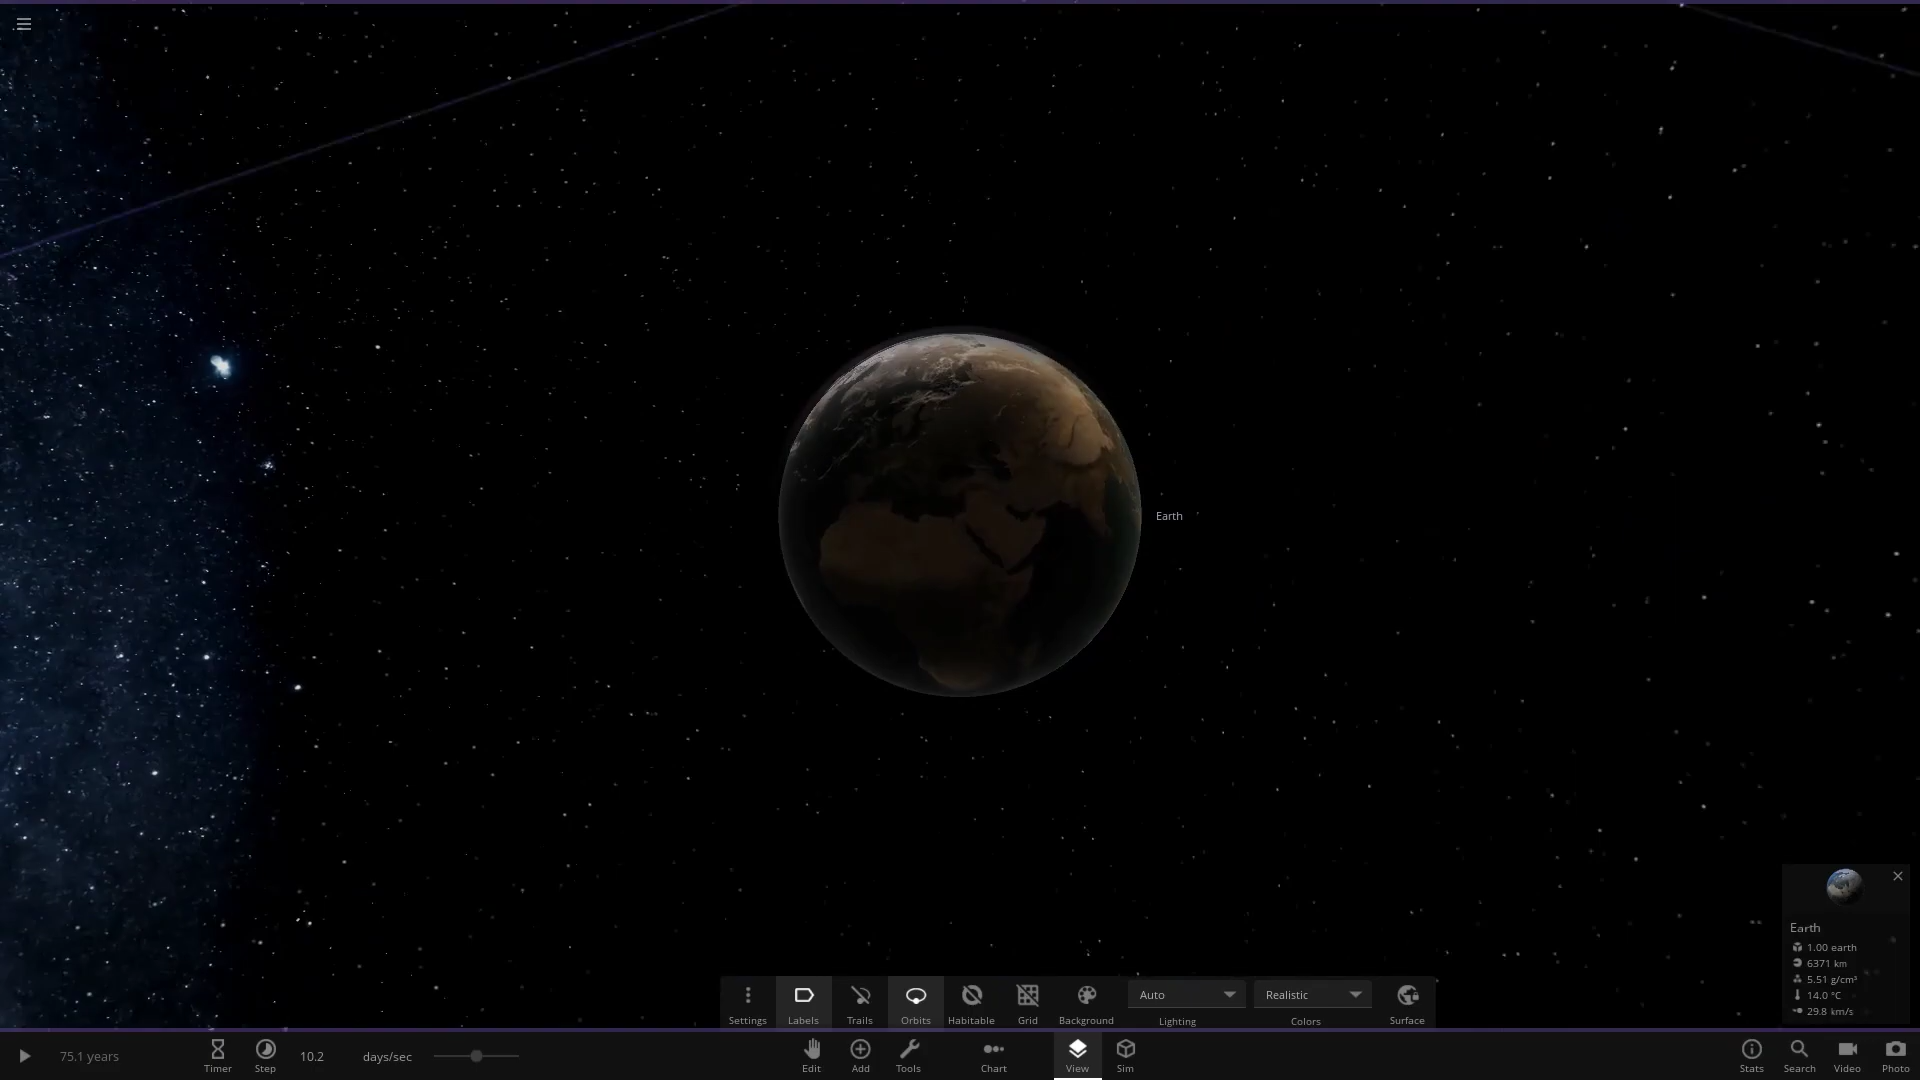 Earth
Earth
1.00 earth
6371 km
5.51 g/cm³
14.0 °C
29.8 km/s
Auto
Realistic
Settings
Labels
Trails
Orbits
Habitable
Grid
Background
Lighting
Colors
Surface
75.1 years
Timer
Step
10.2
days/sec
Edit
Add
Tools
Chart
View
Sim
Stats
Search
Video
Photo